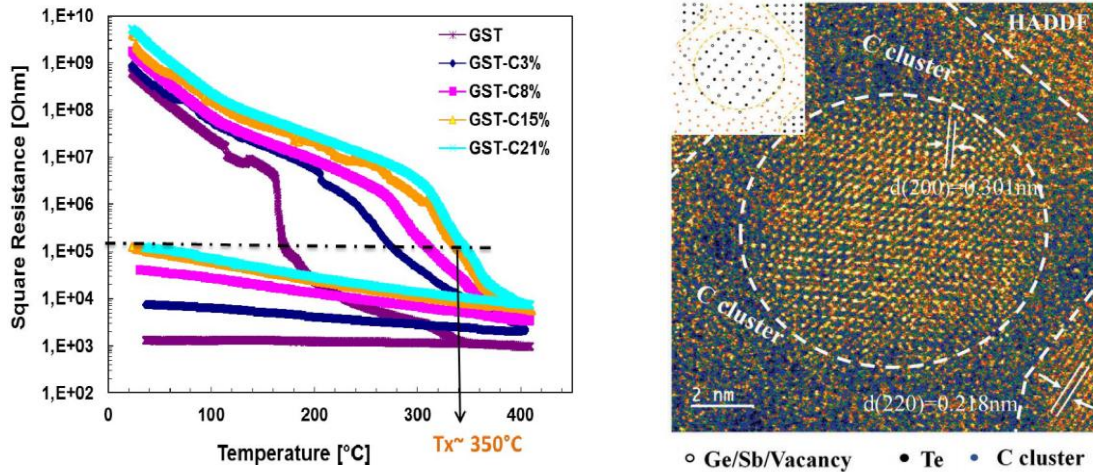 1,E+10
1,E+09
1,E+08
1,E+07
1,E+06
1,E+05
1,E+04
1,E+03
1,E+02
Square Resistance [Ohm]
GST
GST-C3%
GST-C8%
GST-C15%
GST-C21%
0 100 200 300 400
Temperature [°C]
Tx~ 350°C
HADDF
C cluster
d(200)=0.301nm
C cluster
2 nm
d(220)=0.218nm
Ge/Sb/Vacancy Te C cluster